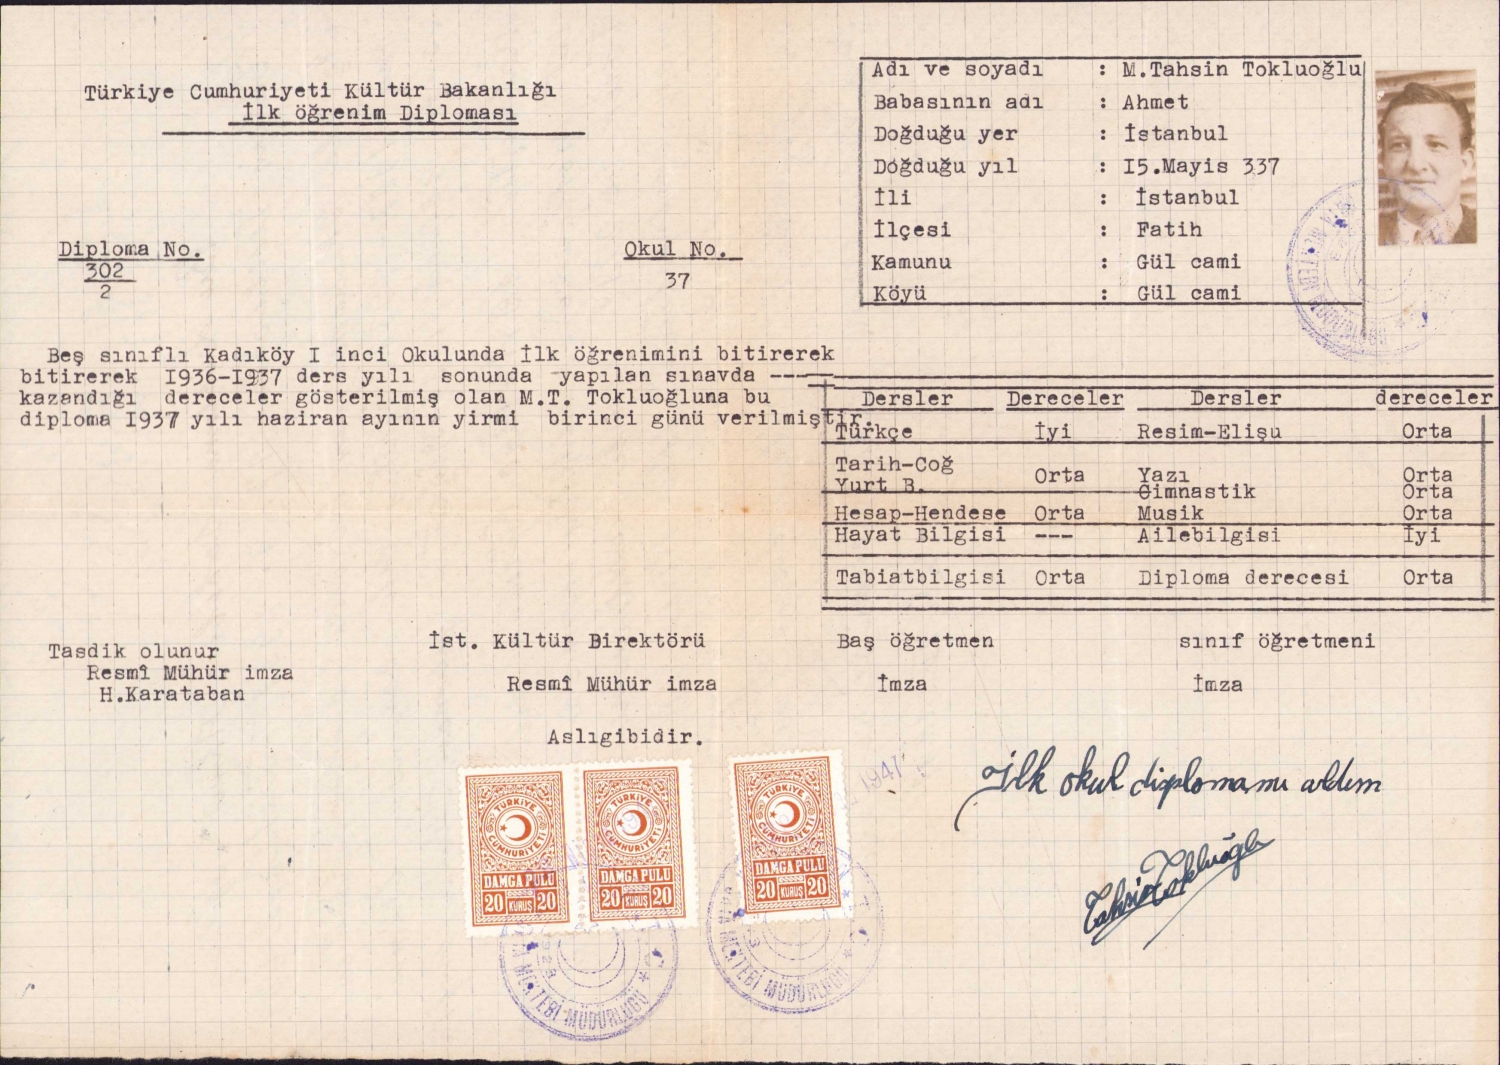 Türkiye Cumhuriyeti Kültür Bakanlığı
İlk öğrenim Diploması
Adı ve soyadı : M.Tahsin Tokluoğlu
Babasının adı : Ahmet
Doğduğu yer : İstanbul
Doğduğu yıl : I5.Mayis 337
İli : İstanbul
İlçesi : Fatih
Kamunu : Gül cami
Köyü : Gül cami
Diploma No.
302
2
Okul No.
37
Beş sınıflı Kadıköy I inci Okulunda İlk öğrenimini bitirerek
bitirerek I936-I937 ders yılı sonunda yapılan sınavda ---
kazandığı dereceler gösterilmiş olan M.T. Tokluoğluna bu
diploma I937 yılı haziran ayının yirmi birinci günü verilmiştir.
Dersler Dereceler Dersler dereceler
Türkçe İyi Resim-Elişu Orta
Tarih-Coğ
Yurt B. Orta Yazı Orta
Gimnastik Orta
Hesap-Hendese Orta Musik Orta
Hayat Bilgisi --- Ailebilgisi İyi
Tabiatbilgisi Orta Diploma derecesi Orta
Tasdik olunur
Resmî Mühür imza
H.Karataban
İst. Kültür Direktörü
Resmî Mühür imza
Baş öğretmen
İmza
sınıf öğretmeni
İmza
Aslıgibidir.
TÜRKİYE CUMHURİYETİ
DAMGA PULU
20 KURUŞ 20
TÜRKİYE CUMHURİYETİ
DAMGA PULU
20 KURUŞ 20
TÜRKİYE CUMHURİYETİ
DAMGA PULU
20 KURUŞ 20
1941
İlk okul diplomamı aldım
Tahsin Tokluoğlu
MEKTEBİ MÜDÜRLÜĞÜ
MEKTEBİ MÜDÜRLÜĞÜ